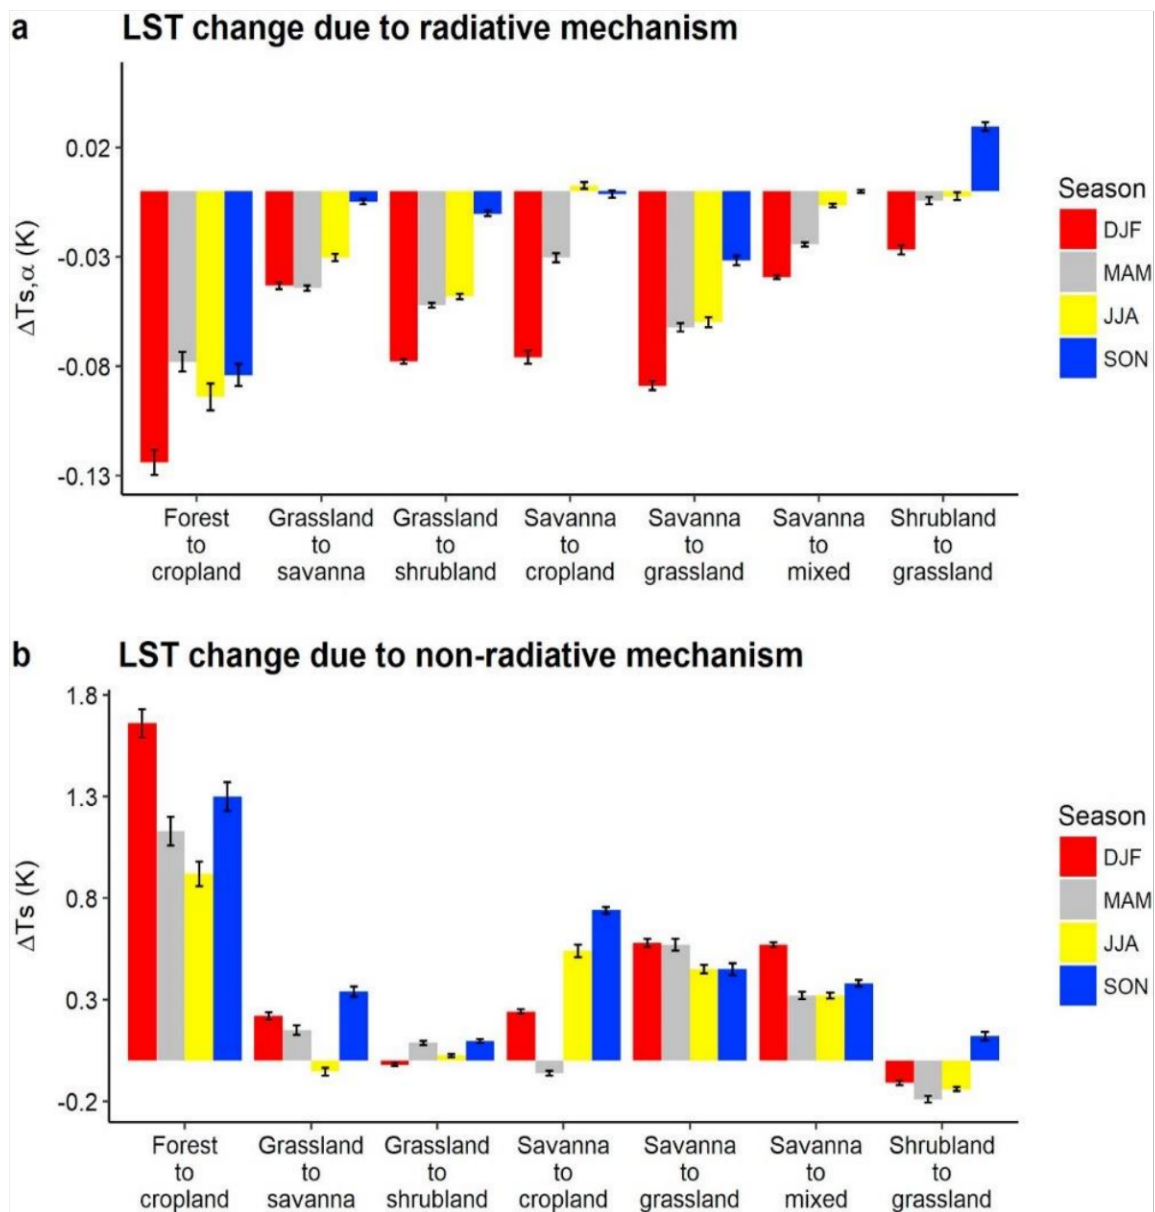 a LST change due to radiative mechanism
0.02
-0.03
-0.08
-0.13
ΔTs,α (K)
Forest to cropland
Grassland to savanna
Grassland to shrubland
Savanna to cropland
Savanna to grassland
Savanna to mixed
Shrubland to grassland
Season
DJF
MAM
JJA
SON
b LST change due to non-radiative mechanism
1.8
1.3
0.8
0.3
-0.2
ΔTs (K)
Forest to cropland
Grassland to savanna
Grassland to shrubland
Savanna to cropland
Savanna to grassland
Savanna to mixed
Shrubland to grassland
Season
DJF
MAM
JJA
SON